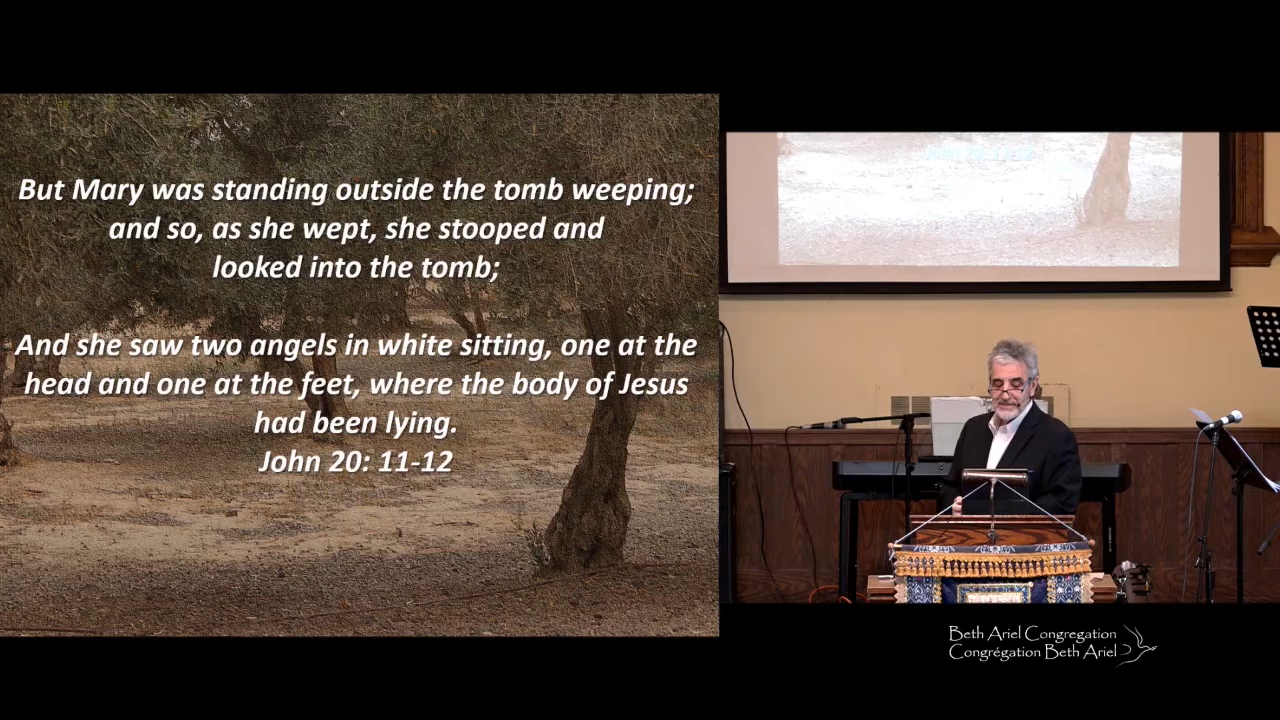 But Mary was standing outside the tomb weeping;
and so, as she wept, she stooped and
looked into the tomb;
And she saw two angels in white sitting, one at the
head and one at the feet, where the body of Jesus
had been lying.
John 20: 11-12
Beth Ariel Congregation
Congrégation Beth Ariel